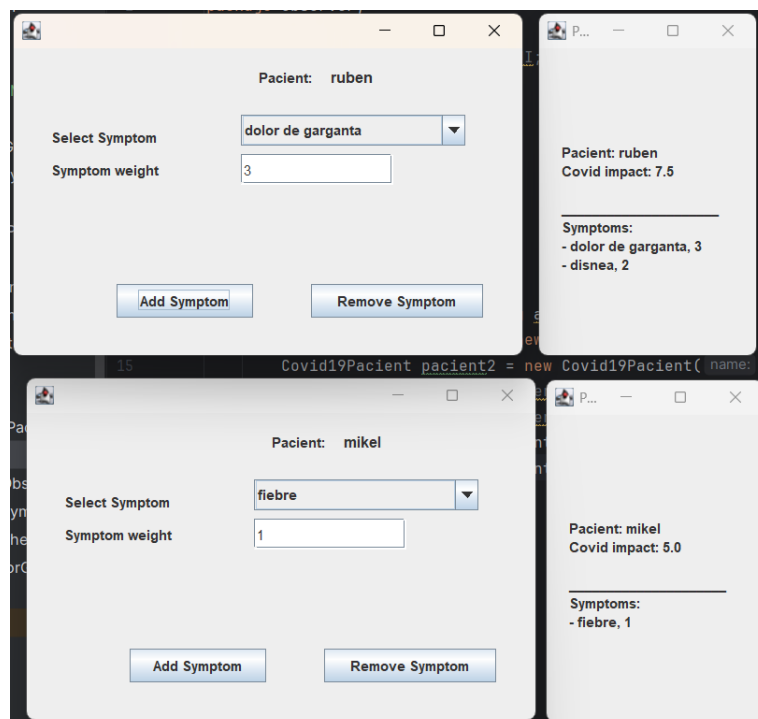 Pacient: ruben
Select Symptom
dolor de garganta
Symptom weight
3
Add Symptom
Remove Symptom
P...
Pacient: ruben
Covid impact: 7.5
Symptoms:
- dolor de garganta, 3
- disnea, 2
15 Covid19Pacient pacient2 = new Covid19Pacient( name:
Pacient: mikel
Select Symptom
fiebre
Symptom weight
1
Add Symptom
Remove Symptom
P...
Pacient: mikel
Covid impact: 5.0
Symptoms:
- fiebre, 1